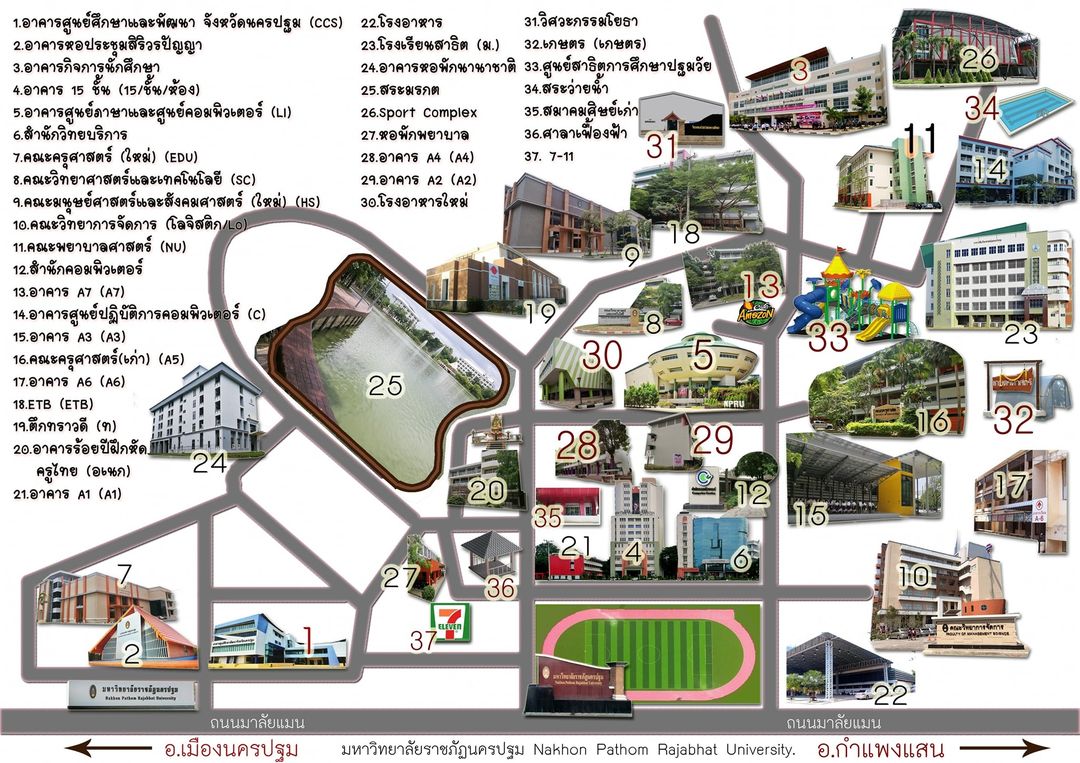 1.อาคารศูนย์ศึกษาและพัฒนา จังหวัดนครปฐม (CCS)
2.อาคารหอประชุมสิริวรปัญญา
3.อาคารกิจการนักศึกษา
4.อาคาร 15 ชั้น (15/ชั้น/ห้อง)
5.อาคารศูนย์ภาษาและศูนย์คอมพิวเตอร์ (LI)
6.สำนักวิทยบริการ
7.คณะครุศาสตร์ (ใหม่) (EDU)
8.คณะวิทยาศาสตร์และเทคโนโลยี (SC)
9.คณะมนุษย์ศาสตร์และสังคมศาสตร์ (ใหม่) (HS)
10.คณะวิทยาการจัดการ (โลจิสติก/LO)
11.คณะพยาบาลศาสตร์ (NU)
12.สำนักคอมพิวเตอร์
13.อาคาร A7 (A7)
14.อาคารศูนย์ปฏิบัติการคอมพิวเตอร์ (C)
15.อาคาร A3 (A3)
16.คณะครุศาสตร์(เก่า) (A5)
17.อาคาร A6 (A6)
18.ETB (ETB)
19.ตึกทราวดี (ท)
20.อาคารร้อยปีฝึกหัด
ครูไทย (อเนก)
21.อาคาร A1 (A1)
22.โรงอาหาร
23.โรงเรียนสาธิต (ม.)
24.อาคารหอพักนานาชาติ
25.สระมรกต
26.Sport Complex
27.หอพักพยาบาล
28.อาคาร A4 (A4)
29.อาคาร A2 (A2)
30.โรงอาหารใหม่
31.วิศวะกรรมโยธา
32.เกษตร (เกษตร)
33.ศูนย์สาธิตการศึกษาปฐมวัย
34.สระว่ายน้ำ
35.สมาคมศิษย์เก่า
36.ศาลาเฟื้องฟ้า
37. 7-11
3
26
34
31
11
14
18
9
19
8
13
Café Amazon
33
23
30
5
NPRU
25
16
32
24
28
29
20
12
15
17
A-6
35
21
4
6
7
27
36
10
คณะวิทยาการจัดการ
FACULTY OF MANAGEMENT SCIENCE
2
1
37
7 ELEVEN
22
มหาวิทยาลัยราชภัฏนครปฐม
Nakhon Pathom Rajabhat University
มหาวิทยาลัยราชภัฏนครปฐม
Nakhon Pathom Rajabhat University
ถนนมาลัยแมน
ถนนมาลัยแมน
อ.เมืองนครปฐม
มหาวิทยาลัยราชภัฏนครปฐม Nakhon Pathom Rajabhat University.
อ.กำแพงแสน